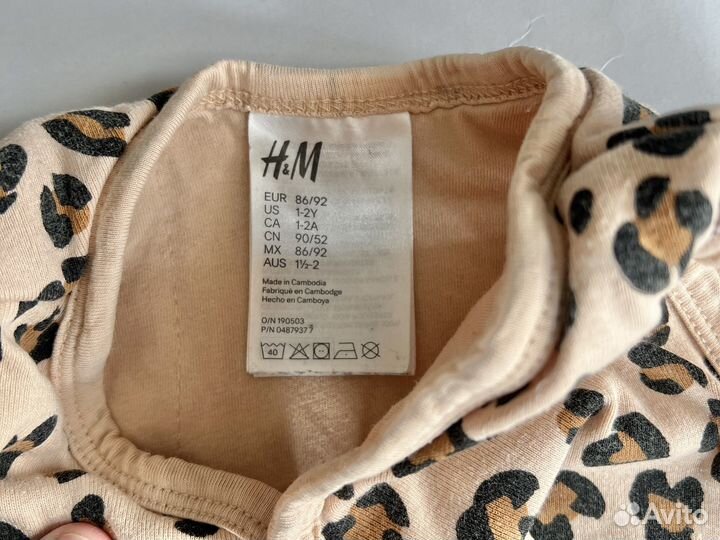 H&M
EUR 86/92
US 1-2Y
CA 1-2A
CN 90/52
MX 86/92
AUS 1½-2
Made in Cambodia
Fabriqué en Cambodge
Hecho en Camboya
O/N 190503
P/N 0487937
40
Avito